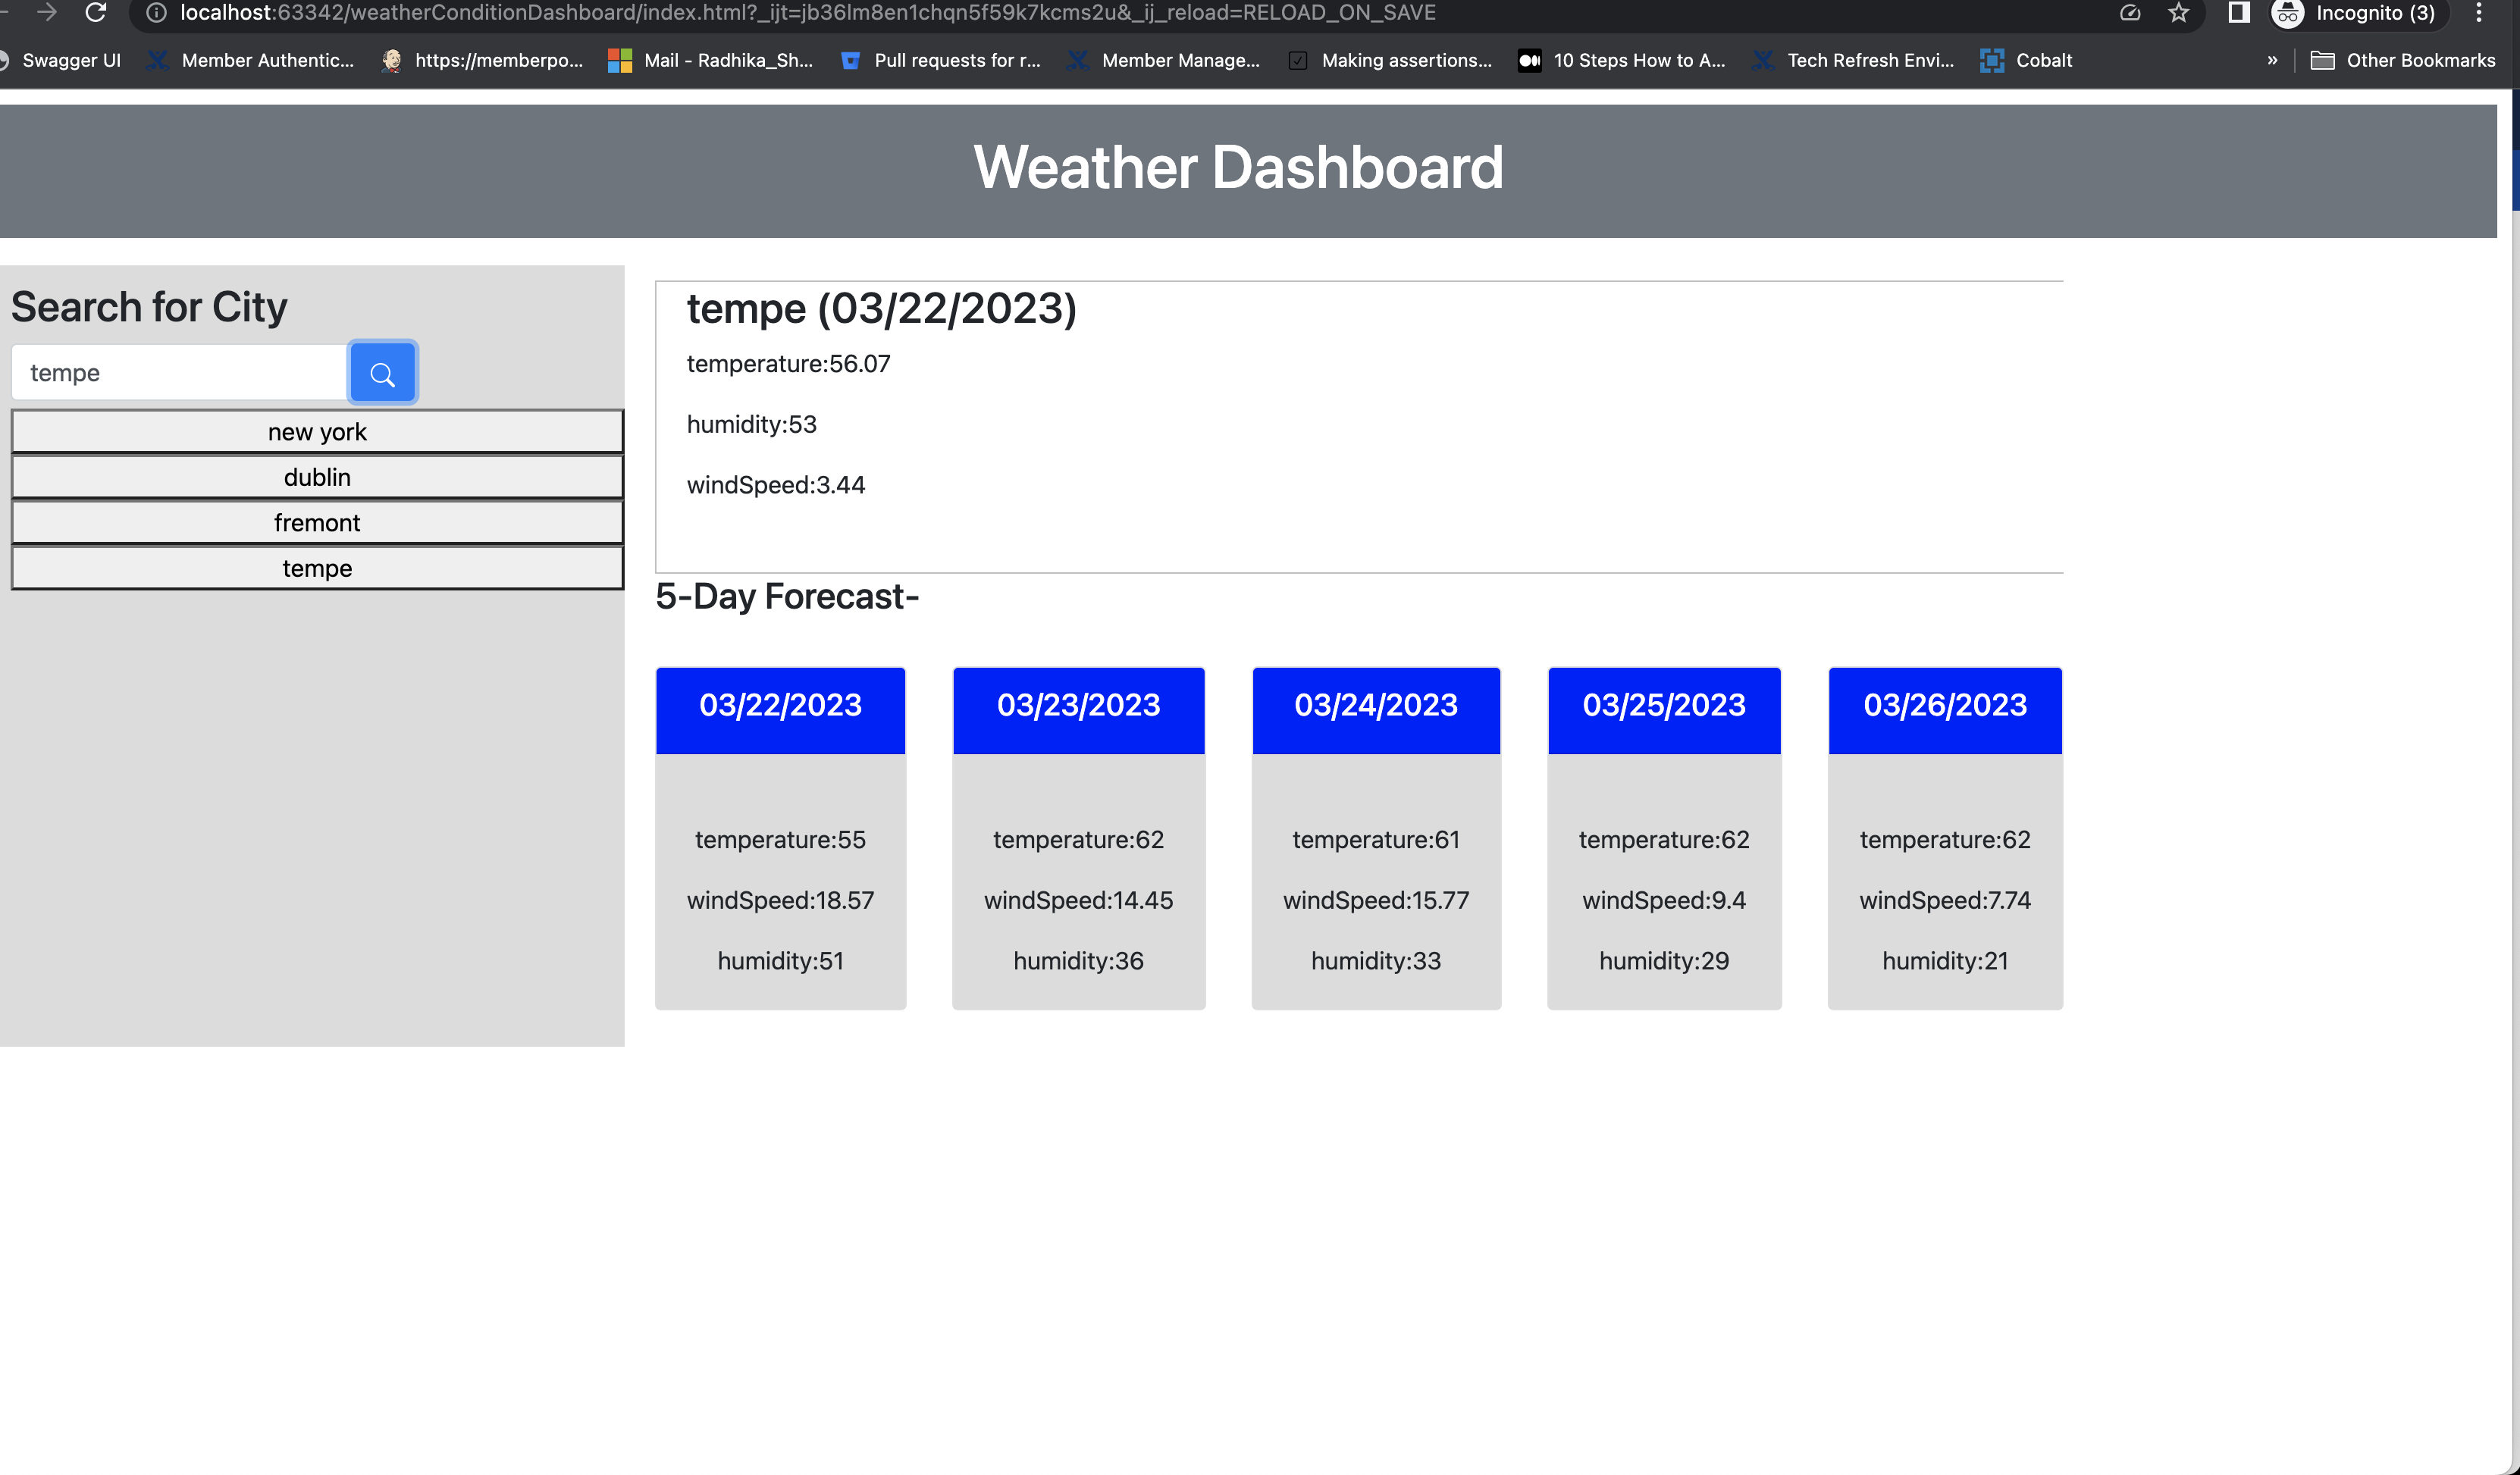 localhost:63342/weatherConditionDashboard/index.html?_ijt=jb36lm8en1chqn5f59k7kcms2u&_ij_reload=RELOAD_ON_SAVE Incognito (3)
Swagger UI Member Authentic... https://memberpo... Mail - Radhika_Sh... Pull requests for r... Member Manage... Making assertions... 10 Steps How to A... Tech Refresh Envi... Cobalt » Other Bookmarks
Weather Dashboard
Search for City
tempe
new york
dublin
fremont
tempe
tempe (03/22/2023)
temperature:56.07
humidity:53
windSpeed:3.44
5-Day Forecast-
03/22/2023 03/23/2023 03/24/2023 03/25/2023 03/26/2023
temperature:55 temperature:62 temperature:61 temperature:62 temperature:62
windSpeed:18.57 windSpeed:14.45 windSpeed:15.77 windSpeed:9.4 windSpeed:7.74
humidity:51 humidity:36 humidity:33 humidity:29 humidity:21